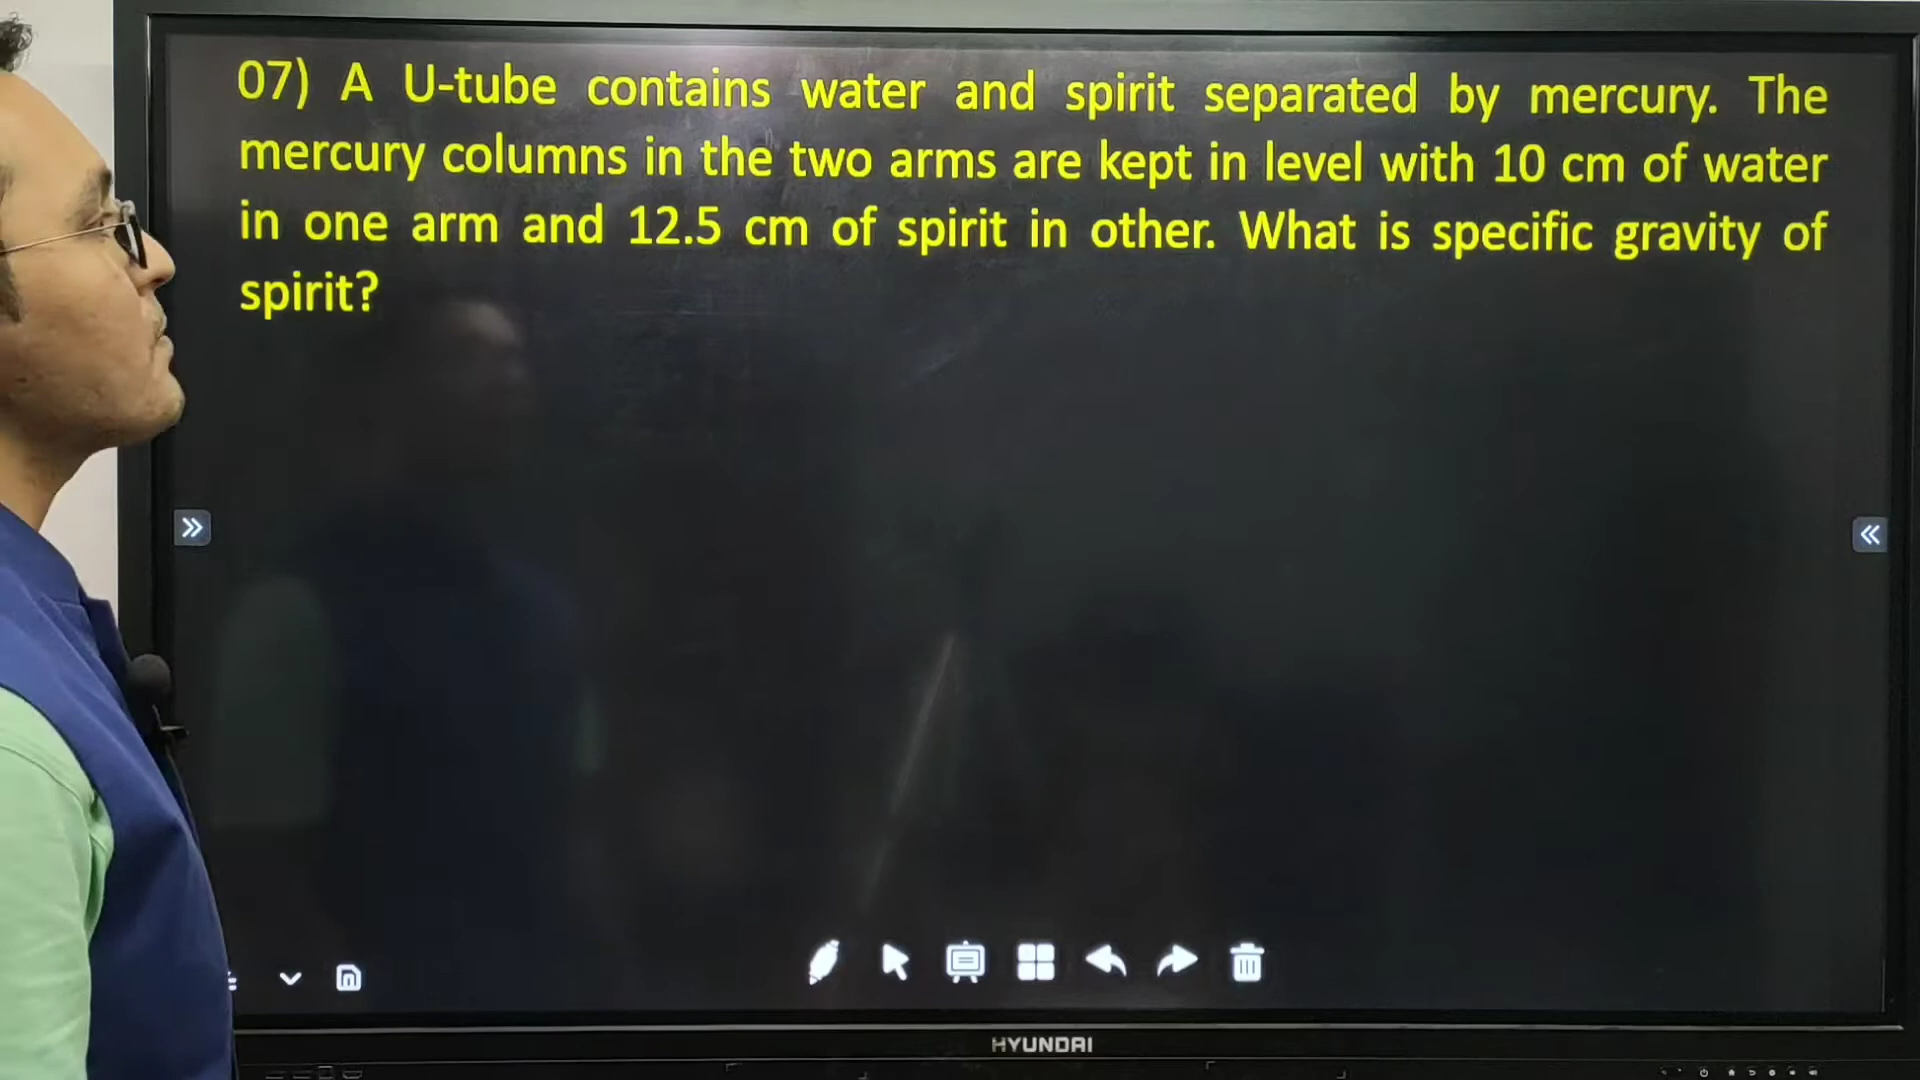 07) A U-tube contains water and spirit separated by mercury. The
mercury columns in the two arms are kept in level with 10 cm of water
in one arm and 12.5 cm of spirit in other. What is specific gravity of
spirit?
HYUNDAI